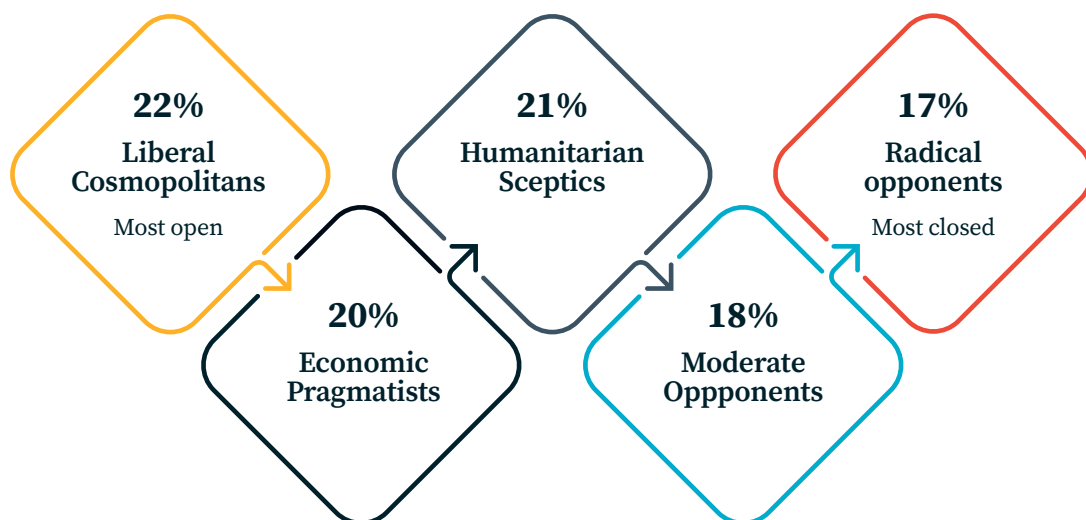 22%
Liberal
Cosmopolitans
Most open
20%
Economic
Pragmatists
21%
Humanitarian
Sceptics
18%
Moderate
Oppponents
17%
Radical
opponents
Most closed